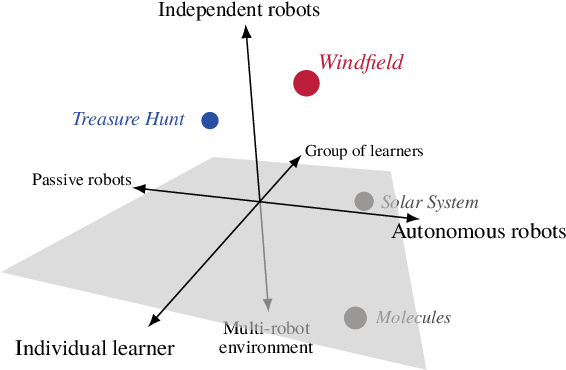 Independent robots
Windfield
Treasure Hunt
Group of learners
Passive robots
Solar System
Autonomous robots
Molecules
Multi-robot
environment
Individual learner